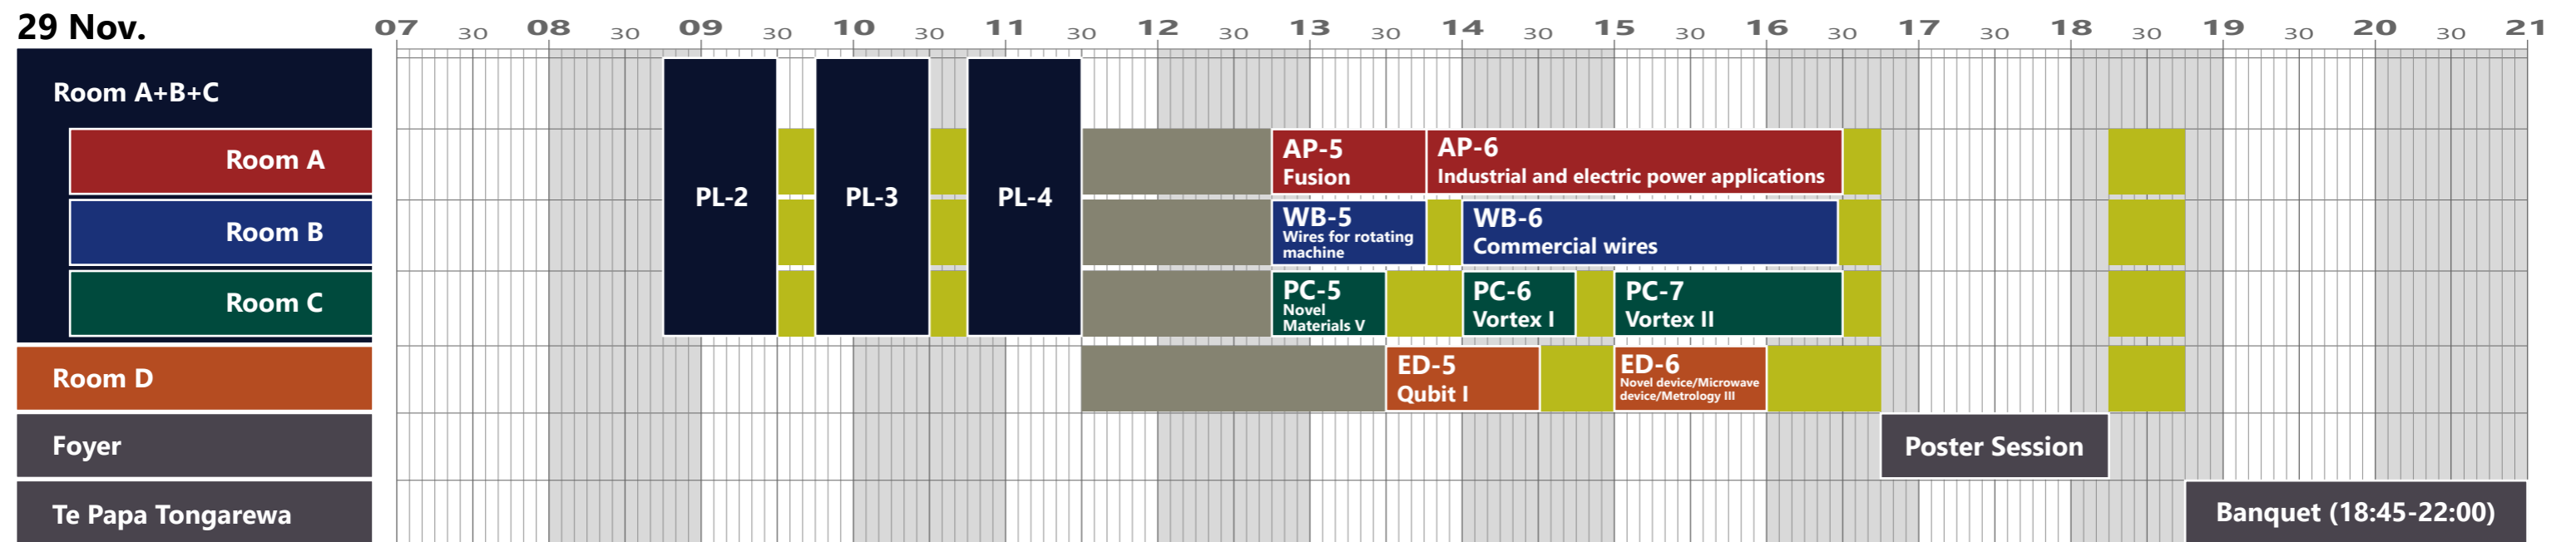 29 Nov.
07 30 08 30 09 30 10 30 11 30 12 30 13 30 14 30 15 30 16 30 17 30 18 30 19 30 20 30 21
Room A+B+C
PL-2
PL-3
PL-4
Room A
AP-5
Fusion
AP-6
Industrial and electric power applications
Room B
WB-5
Wires for rotating
machine
WB-6
Commercial wires
Room C
PC-5
Novel
Materials V
PC-6
Vortex I
PC-7
Vortex II
Room D
ED-5
Qubit I
ED-6
Novel device/Microwave
device/Metrology III
Foyer
Poster Session
Te Papa Tongarewa
Banquet (18:45-22:00)